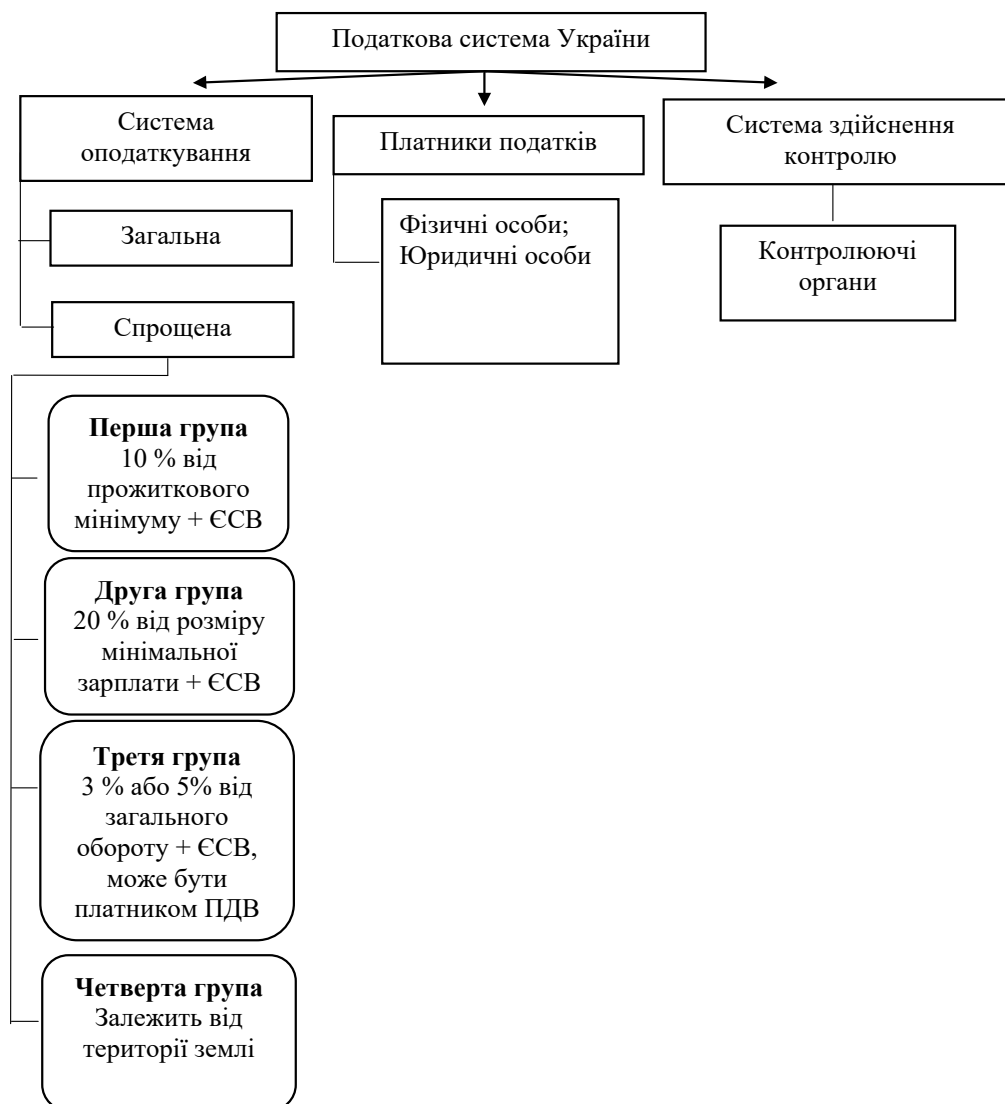 Податкова система України
Система
оподаткування
Платники податків
Система здійснення
контролю
Загальна
Фізичні особи;
Юридичні особи
Контролюючі
органи
Спрощена
Перша група
10 % від
прожиткового
мінімуму + ЄСВ
Друга група
20 % від розміру
мінімальної
зарплати + ЄСВ
Третя група
3 % або 5% від
загального
обороту + ЄСВ,
може бути
платником ПДВ
Четверта група
Залежить від
території землі